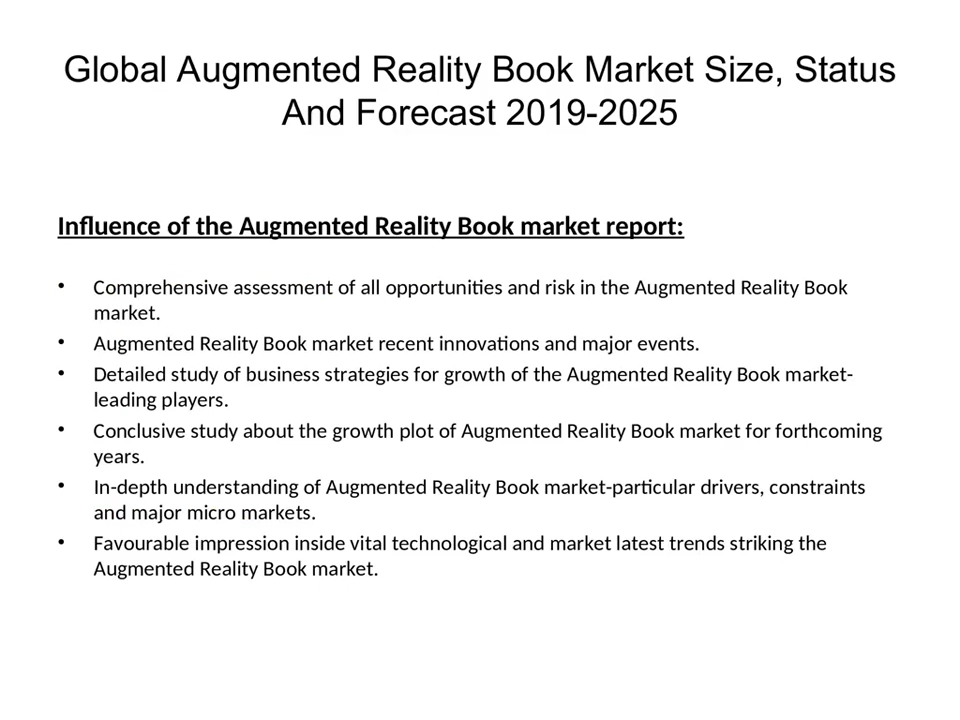 Global Augmented Reality Book Market Size, Status
And Forecast 2019-2025
Influence of the Augmented Reality Book market report:
• Comprehensive assessment of all opportunities and risk in the Augmented Reality Book
market.
• Augmented Reality Book market recent innovations and major events.
• Detailed study of business strategies for growth of the Augmented Reality Book market-
leading players.
• Conclusive study about the growth plot of Augmented Reality Book market for forthcoming
years.
• In-depth understanding of Augmented Reality Book market-particular drivers, constraints
and major micro markets.
• Favourable impression inside vital technological and market latest trends striking the
Augmented Reality Book market.